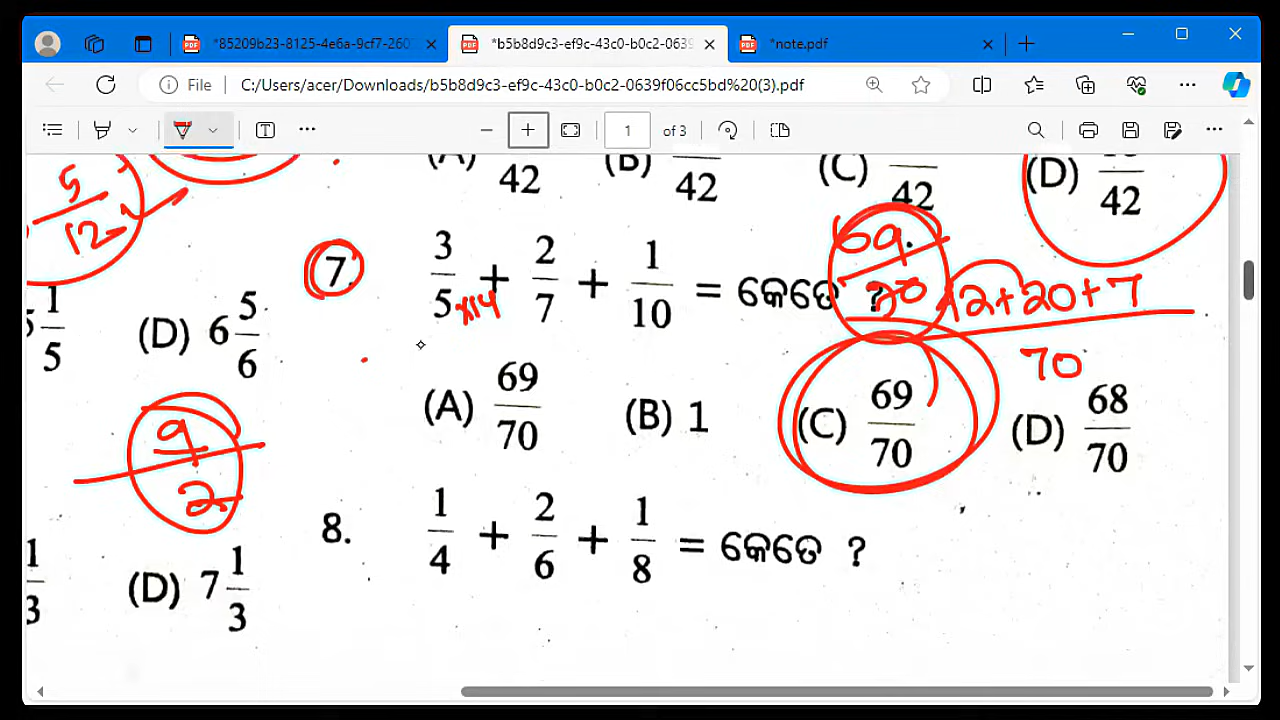 *85209b23-8125-4e6a-9cf7-260
*b5b8d9c3-ef9c-43c0-b0c2-0639
*note.pdf
File C:/Users/acer/Downloads/b5b8d9c3-ef9c-43c0-b0c2-0639f06cc5bd%20(3).pdf
1 of 3
(A) /42 (B) /42 (C) /42 (D) /42
5/12
7. 3/5 ×14 + 2/7 + 1/10 = କେତେ ?
69/70 42+20+7/70
5 1/5 (D) 6 5/6
(A) 69/70 (B) 1 (C) 69/70 (D) 68/70
9/2
8. 1/4 + 2/6 + 1/8 = କେତେ ?
1/3 (D) 7 1/3